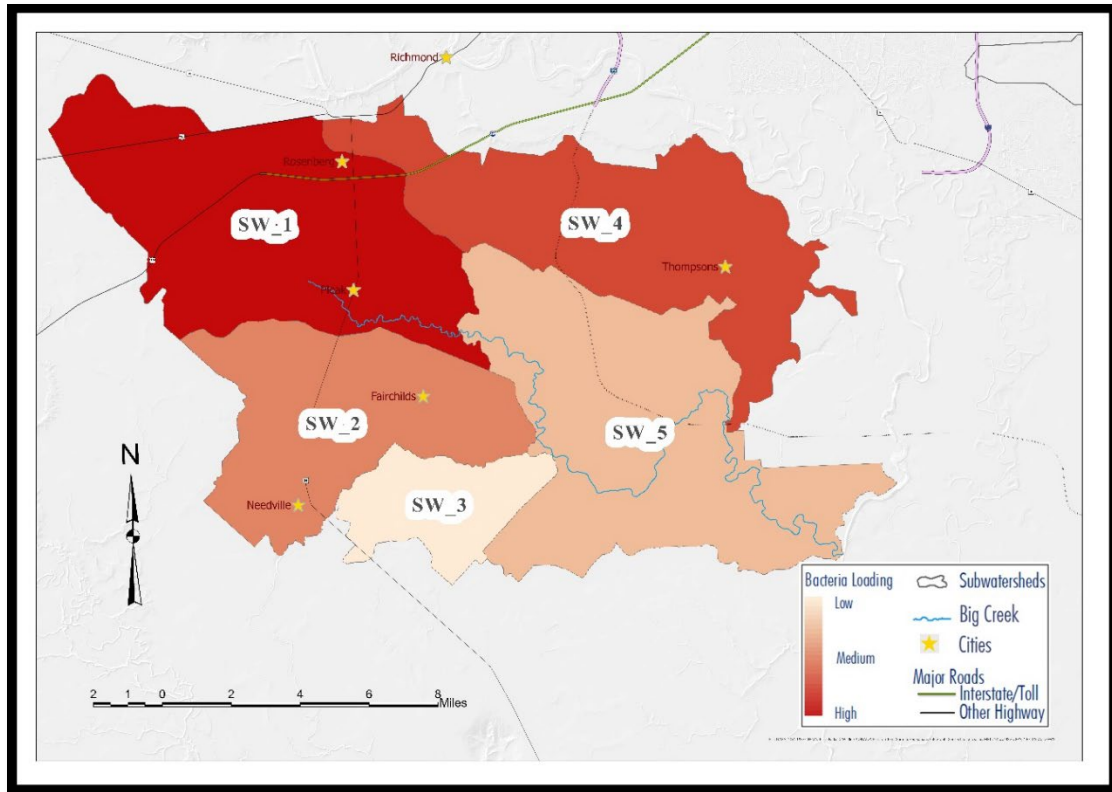 Richmond
Rosenberg
SW_1
SW_4
Thompsons
Fairchilds
SW_2
SW_5
N
SW_3
Needville
Bacteria Loading
Low
Medium
High
Subwatersheds
Big Creek
Cities
Major Roads
Interstate/Toll
Other Highway
2 1 0 2 4 6 8
Miles